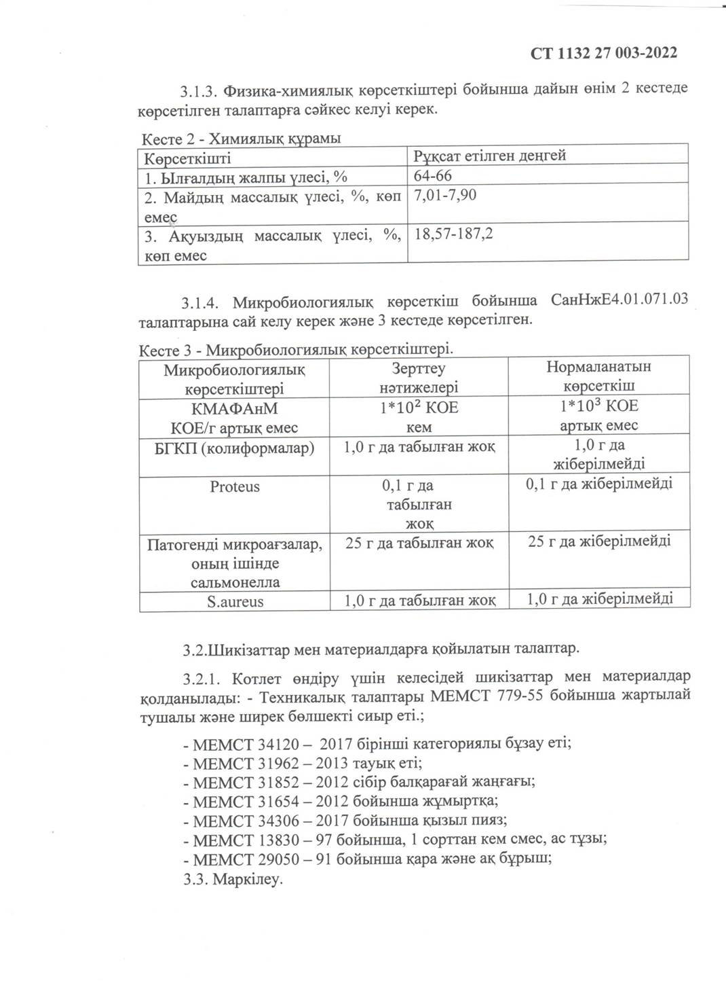 СТ 1132 27 003-2022
3.1.3. Физика-химиялық көрсеткіштері бойынша дайын өнім 2 кестеде
көрсетілген талаптарға сәйкес келуі керек.
Кесте 2 - Химиялық құрамы
Көрсеткішті
Рұқсат етілген деңгей
1. Ылғалдың жалпы үлесі, %
64-66
2. Майдың массалық үлесі, %, көп
емес
7,01-7,90
3. Ақуыздың массалық үлесі, %,
көп емес
18,57-187,2
3.1.4. Микробиологиялық көрсеткіш бойынша СанНжЕ4.01.071.03
талаптарына сай келу керек және 3 кестеде көрсетілген.
Кесте 3 - Микробиологиялық көрсеткіштері.
Микробиологиялық
көрсеткіштері
Зерттеу
нәтижелері
Нормаланатын
көрсеткіш
КМАФАнМ
КОЕ/г артық емес
1*10² КОЕ
кем
1*10³ КОЕ
артық емес
БГКП (колиформалар)
1,0 г да табылған жоқ
1,0 г да
жіберілмейді
Proteus
0,1 г да
табылған
жоқ
0,1 г да жіберілмейді
Патогенді микроағзалар,
оның ішінде
сальмонелла
25 г да табылған жоқ
25 г да жіберілмейді
S.aureus
1,0 г да табылған жоқ
1,0 г да жіберілмейді
3.2.Шикізаттар мен материалдарға қойылатын талаптар.
3.2.1. Котлет өндіру үшін келесідей шикізаттар мен материалдар
қолданылады: - Техникалық талаптары МЕМСТ 779-55 бойынша жартылай
тушалы және ширек бөлшекті сиыр еті.;
- МЕМСТ 34120 – 2017 бірінші категориялы бұзау еті;
- МЕМСТ 31962 – 2013 тауық еті;
- МЕМСТ 31852 – 2012 сібір балқарағай жаңғағы;
- МЕМСТ 31654 – 2012 бойынша жұмыртқа;
- МЕМСТ 34306 – 2017 бойынша қызыл пияз;
- МЕМСТ 13830 – 97 бойынша, 1 сорттан кем смес, ас тұзы;
- МЕМСТ 29050 – 91 бойынша қара және ақ бұрыш;
3.3. Маркілеу.